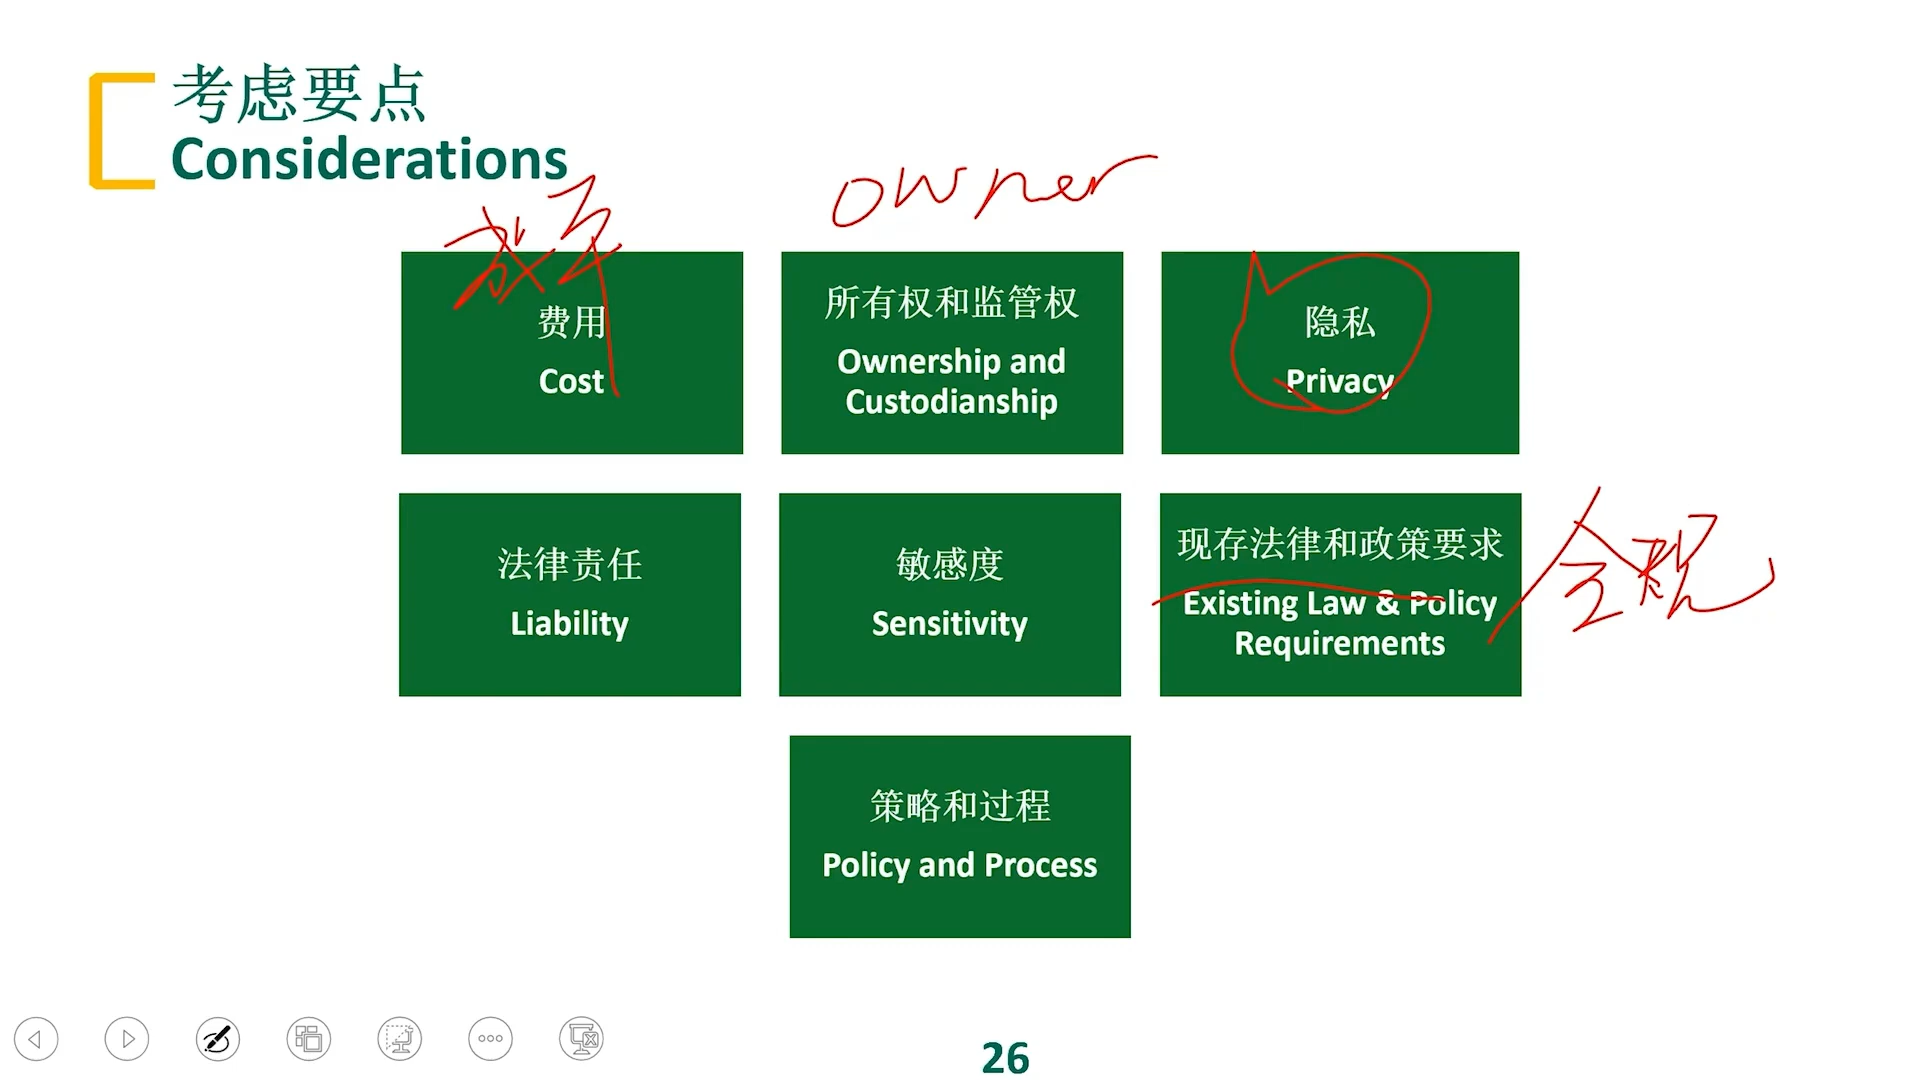 考虑要点
Considerations
owner
费用
Cost
所有权和监管权
Ownership and
Custodianship
隐私
Privacy
法律责任
Liability
敏感度
Sensitivity
现存法律和政策要求
Existing Law & Policy
Requirements
合规
策略和过程
Policy and Process
26